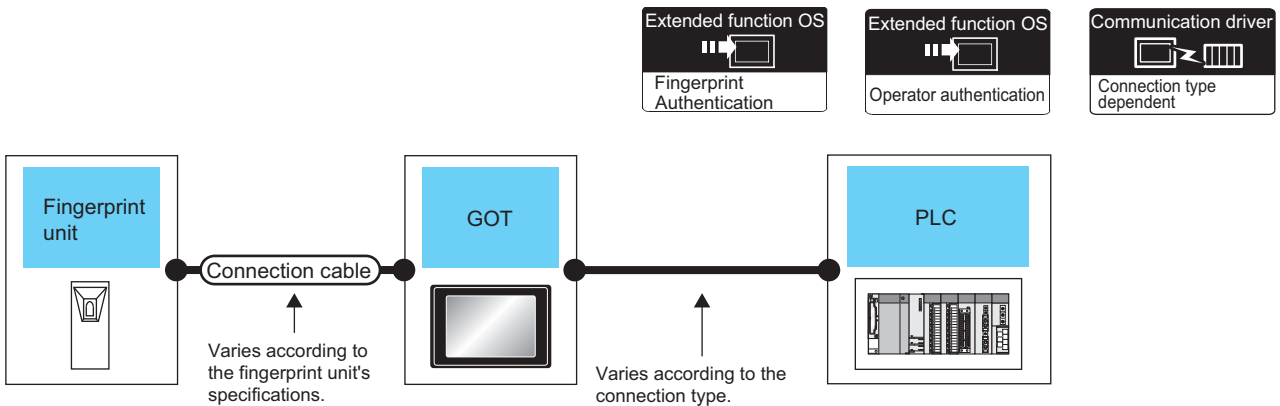 Extended function OS
Fingerprint
Authentication
Extended function OS
Operator authentication
Communication driver
Connection type
dependent
Fingerprint
unit
Connection cable
GOT
PLC
Varies according to
the fingerprint unit's
specifications.
Varies according to the
connection type.